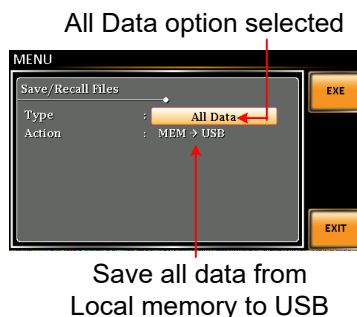 All Data option selected
MENU
Save/Recall Files
EXE
Type : All Data
Action : MEM → USB
EXIT
Save all data from
Local memory to USB